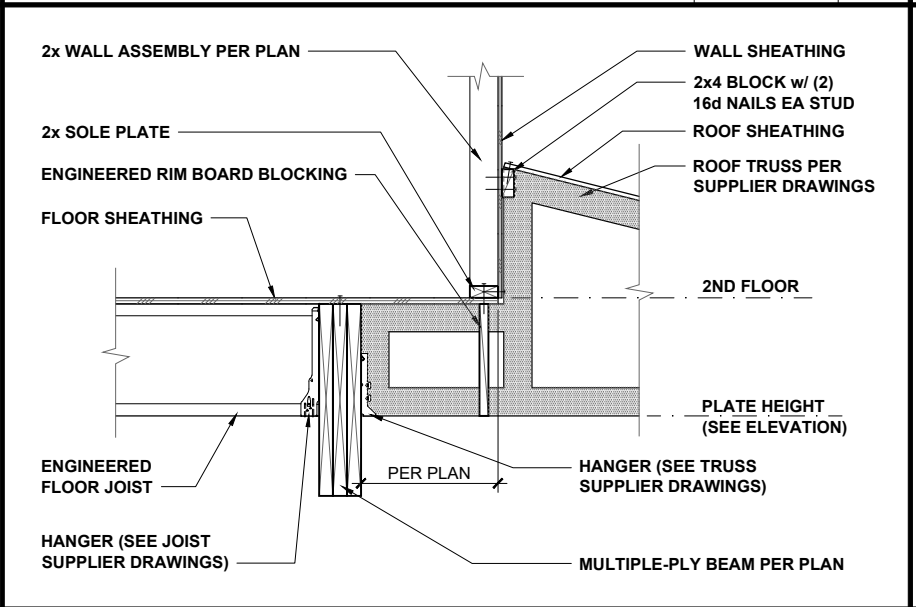 2x WALL ASSEMBLY PER PLAN
2x SOLE PLATE
ENGINEERED RIM BOARD BLOCKING
FLOOR SHEATHING
WALL SHEATHING
2x4 BLOCK w/ (2)
16d NAILS EA STUD
ROOF SHEATHING
ROOF TRUSS PER
SUPPLIER DRAWINGS
2ND FLOOR
PLATE HEIGHT
(SEE ELEVATION)
PER PLAN
ENGINEERED
FLOOR JOIST
HANGER (SEE JOIST
SUPPLIER DRAWINGS)
HANGER (SEE TRUSS
SUPPLIER DRAWINGS)
MULTIPLE-PLY BEAM PER PLAN